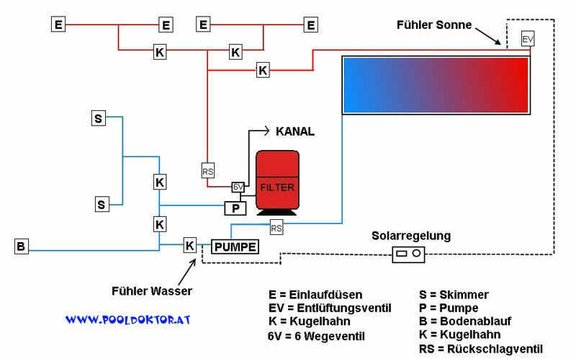 Fühler Sonne
E E E E EV
K K
K
S
KANAL
RS
6V FILTER
K
S P
K RS
Solarregelung
B K PUMPE
Fühler Wasser
WWW.POOLDOKTOR.AT
E = Einlaufdüsen S = Skimmer
EV = Entlüftungsventil P = Pumpe
K = Kugelhahn B = Bodenablauf
6V = 6 Wegeventil K = Kugelhahn
RS = Rückschlagventil